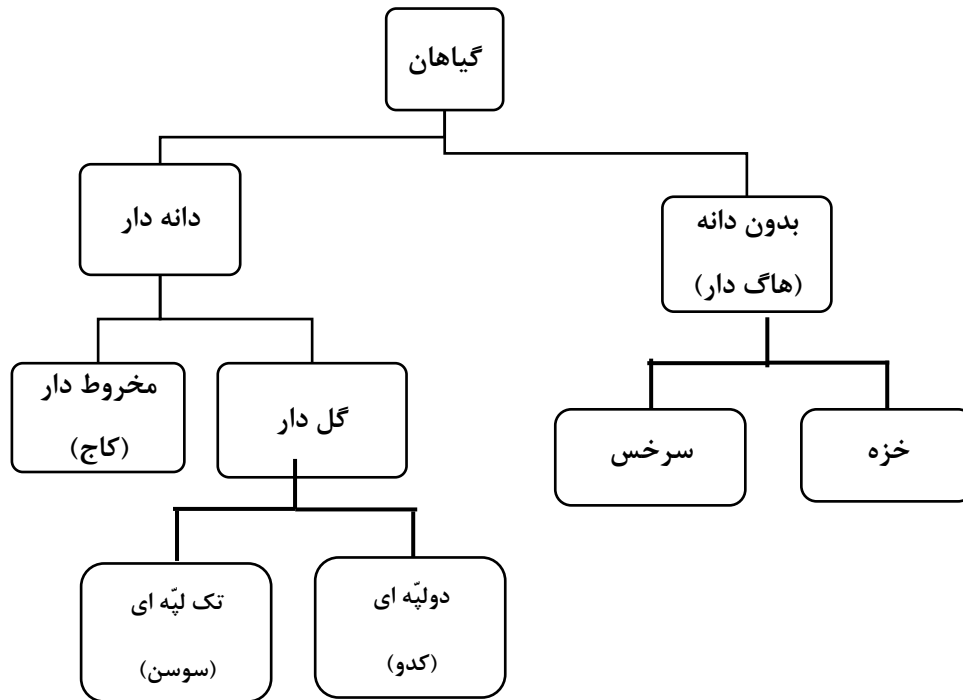 گیاهان
بدون دانه
(هاگ دار)
خزه
سرخس
دانه دار
گل دار
دولپّه ای
(کدو)
تک لپّه ای
(سوسن)
مخروط دار
(کاج)